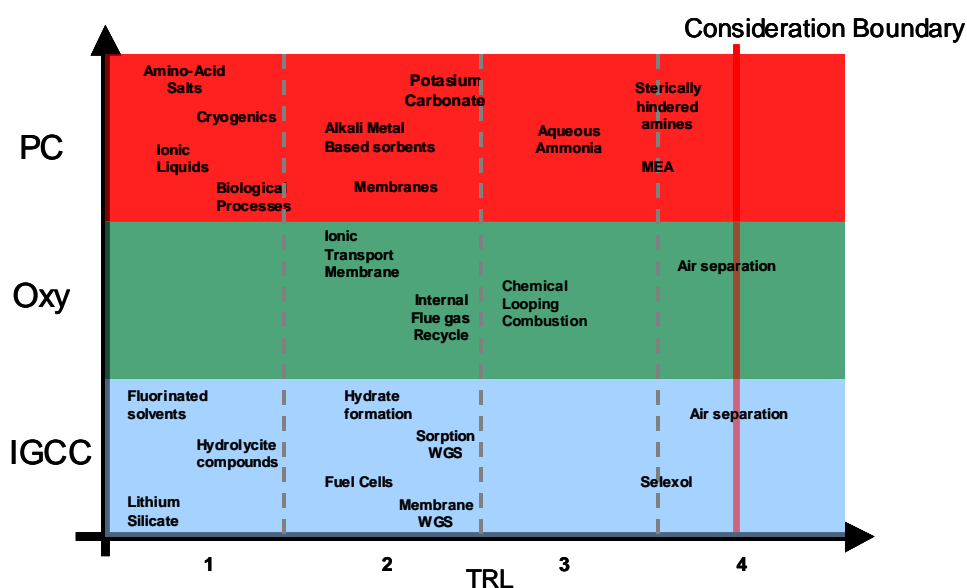 Consideration Boundary
PC
Amino-Acid
Salts
Cryogenics
Ionic
Liquids
Biological
Processes
Potasium
Carbonate
Alkali Metal
Based sorbents
Membranes
Aqueous
Ammonia
Sterically
hindered
amines
MEA
Oxy
Ionic
Transport
Membrane
Internal
Flue gas
Recycle
Chemical
Looping
Combustion
Air separation
IGCC
Fluorinated
solvents
Hydrolycite
compounds
Lithium
Silicate
Hydrate
formation
Sorption
WGS
Fuel Cells
Membrane
WGS
Air separation
Selexol
1 2 3 4
TRL